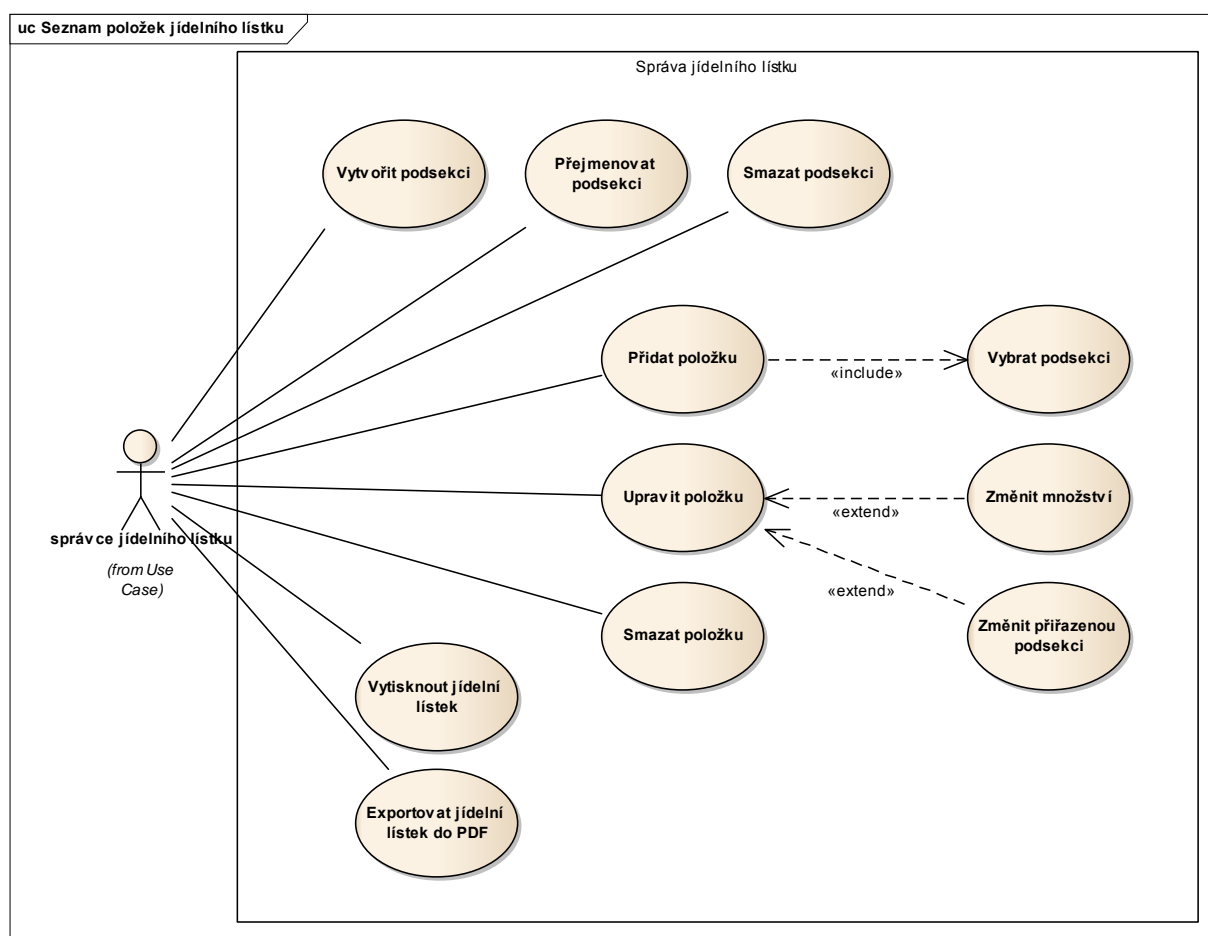 uc Seznam položek jídelního lístku
Správa jídelního lístku
Vytvořit podsekci
Přejmenovat
podsekci
Smazat podsekci
Přidat položku
«include»
Vybrat podsekci
Upravit položku
«extend»
Změnit množství
správce jídelního lístku
(from Use
Case)
«extend»
Smazat položku
Změnit přiřazenou
podsekci
Vytisknout jídelní
lístek
Exportovat jídelní
lístek do PDF